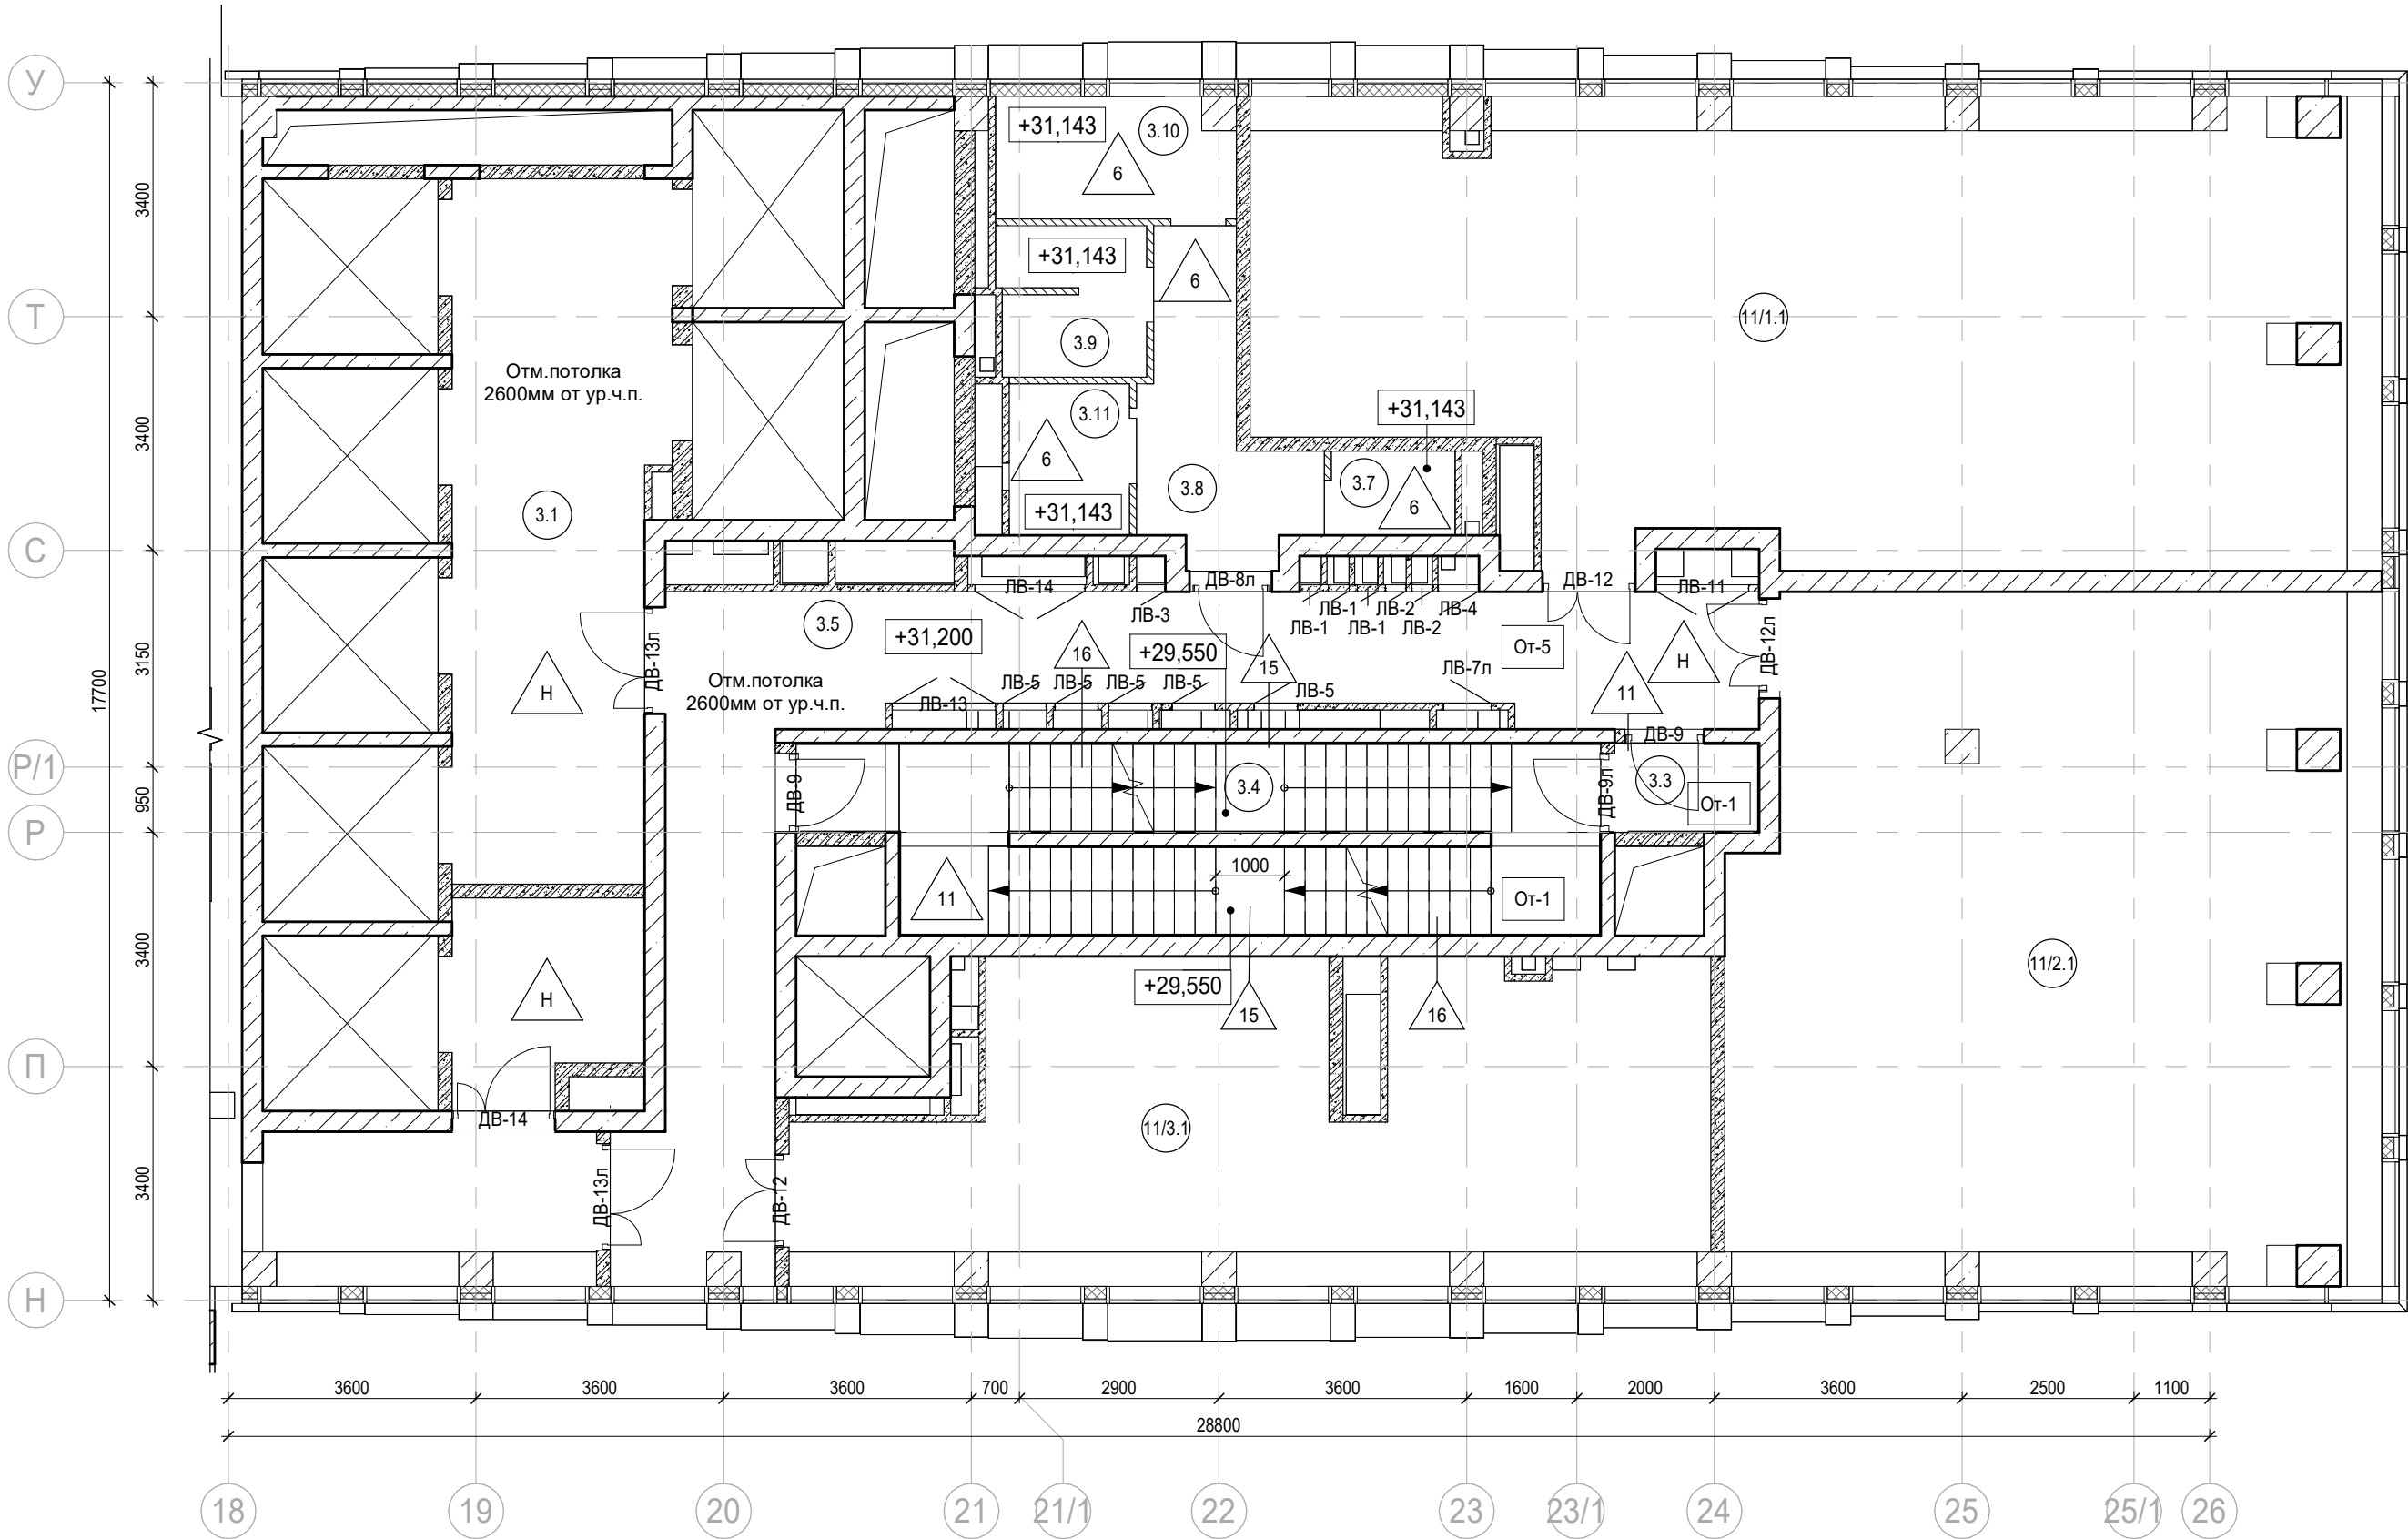 У
+31,143
3.10
6
3400
+31,143
6
Т
11/1.1
3.9
Отм.потолка
2600мм от ур.ч.п.
3.11
+31,143
3400
6
3.7
3.8
6
3.1
+31,143
С
ДВ-8л
ДВ-12
ЛВ-14
ЛВ-11
ЛВ-3
ЛВ-1
ЛВ-2
ЛВ-4
ЛВ-1
ЛВ-1
ЛВ-2
3.5
+31,200
16
+29,550
15
От-5
Н
ДВ-12л
ДВ-13л
3150
Н
Отм.потолка
2600мм от ур.ч.п.
ЛВ-5
ЛВ-5
ЛВ-5
ЛВ-5
ЛВ-5
ЛВ-7л
11
ЛВ-13
17700
ДВ-9
Р/1
ДВ-9
3.4
ДВ-9л
3.3
950
От-1
Р
1000
11
От-1
3400
11/2.1
Н
+29,550
15
16
П
ДВ-14
11/3.1
3400
ДВ-13л
ДВ-12
Н
3600
3600
3600
700
2900
3600
1600
2000
3600
2500
1100
28800
18
19
20
21
21/1
22
23
23/1
24
25
25/1
26